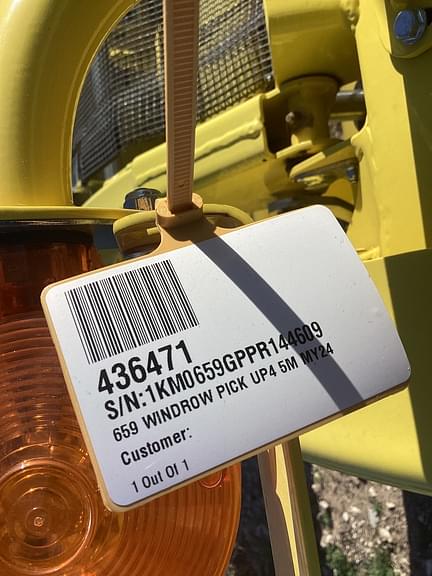 436471
S/N:1KM0659GPPR144609
659 WINDROW PICK UP4 5M MY24
Customer:
1 Out Of 1